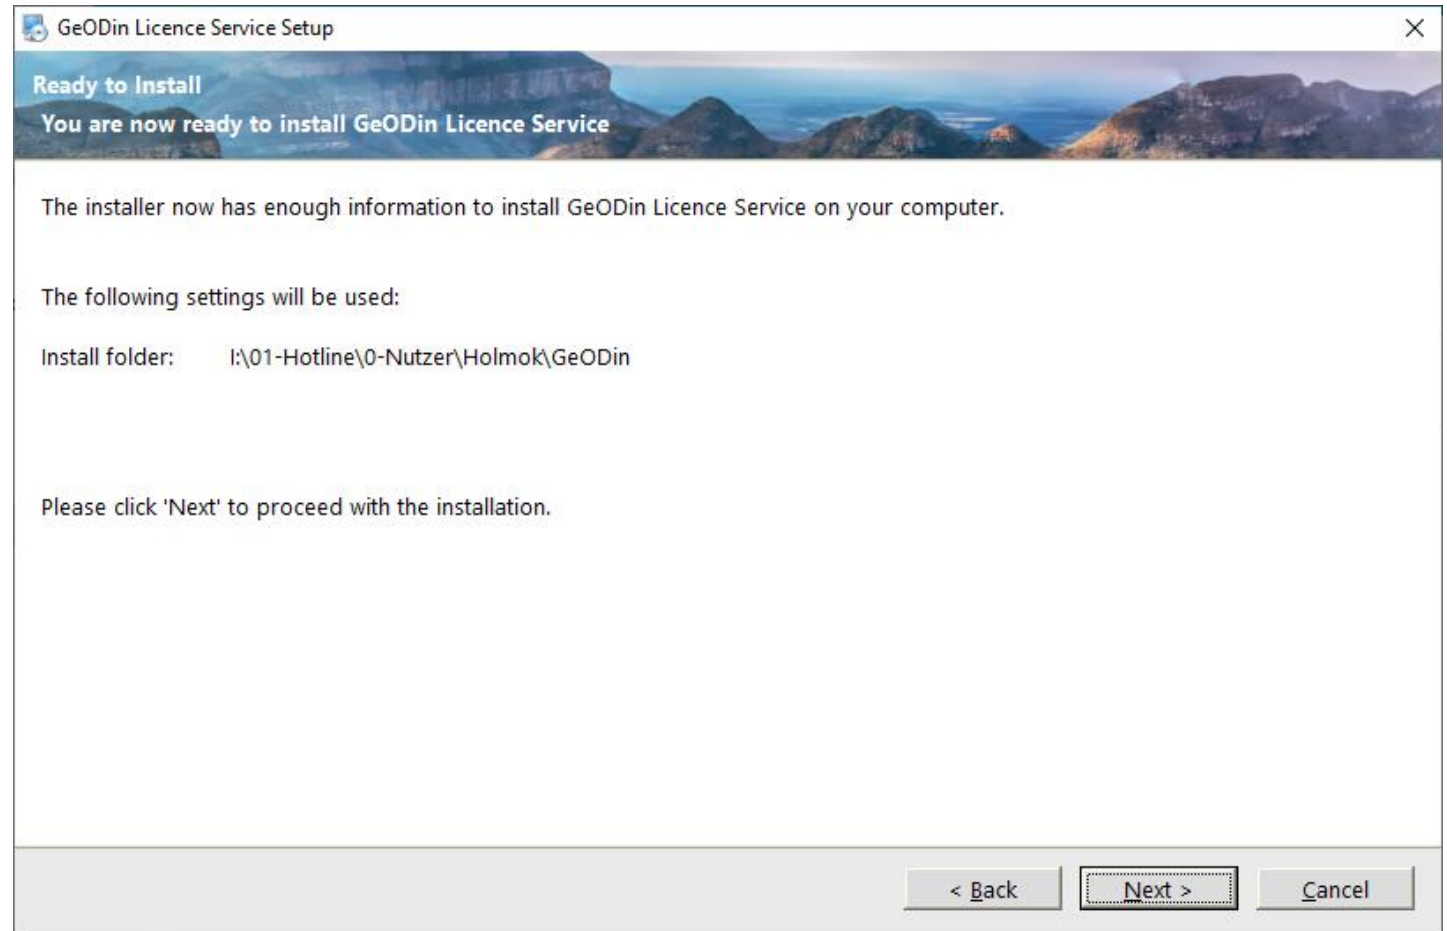 GeODin Licence Service Setup
Ready to Install
You are now ready to install GeODin Licence Service
The installer now has enough information to install GeODin Licence Service on your computer.
The following settings will be used:
Install folder: I:\01-Hotline\0-Nutzer\Holmok\GeODin
Please click 'Next' to proceed with the installation.
< Back Next > Cancel